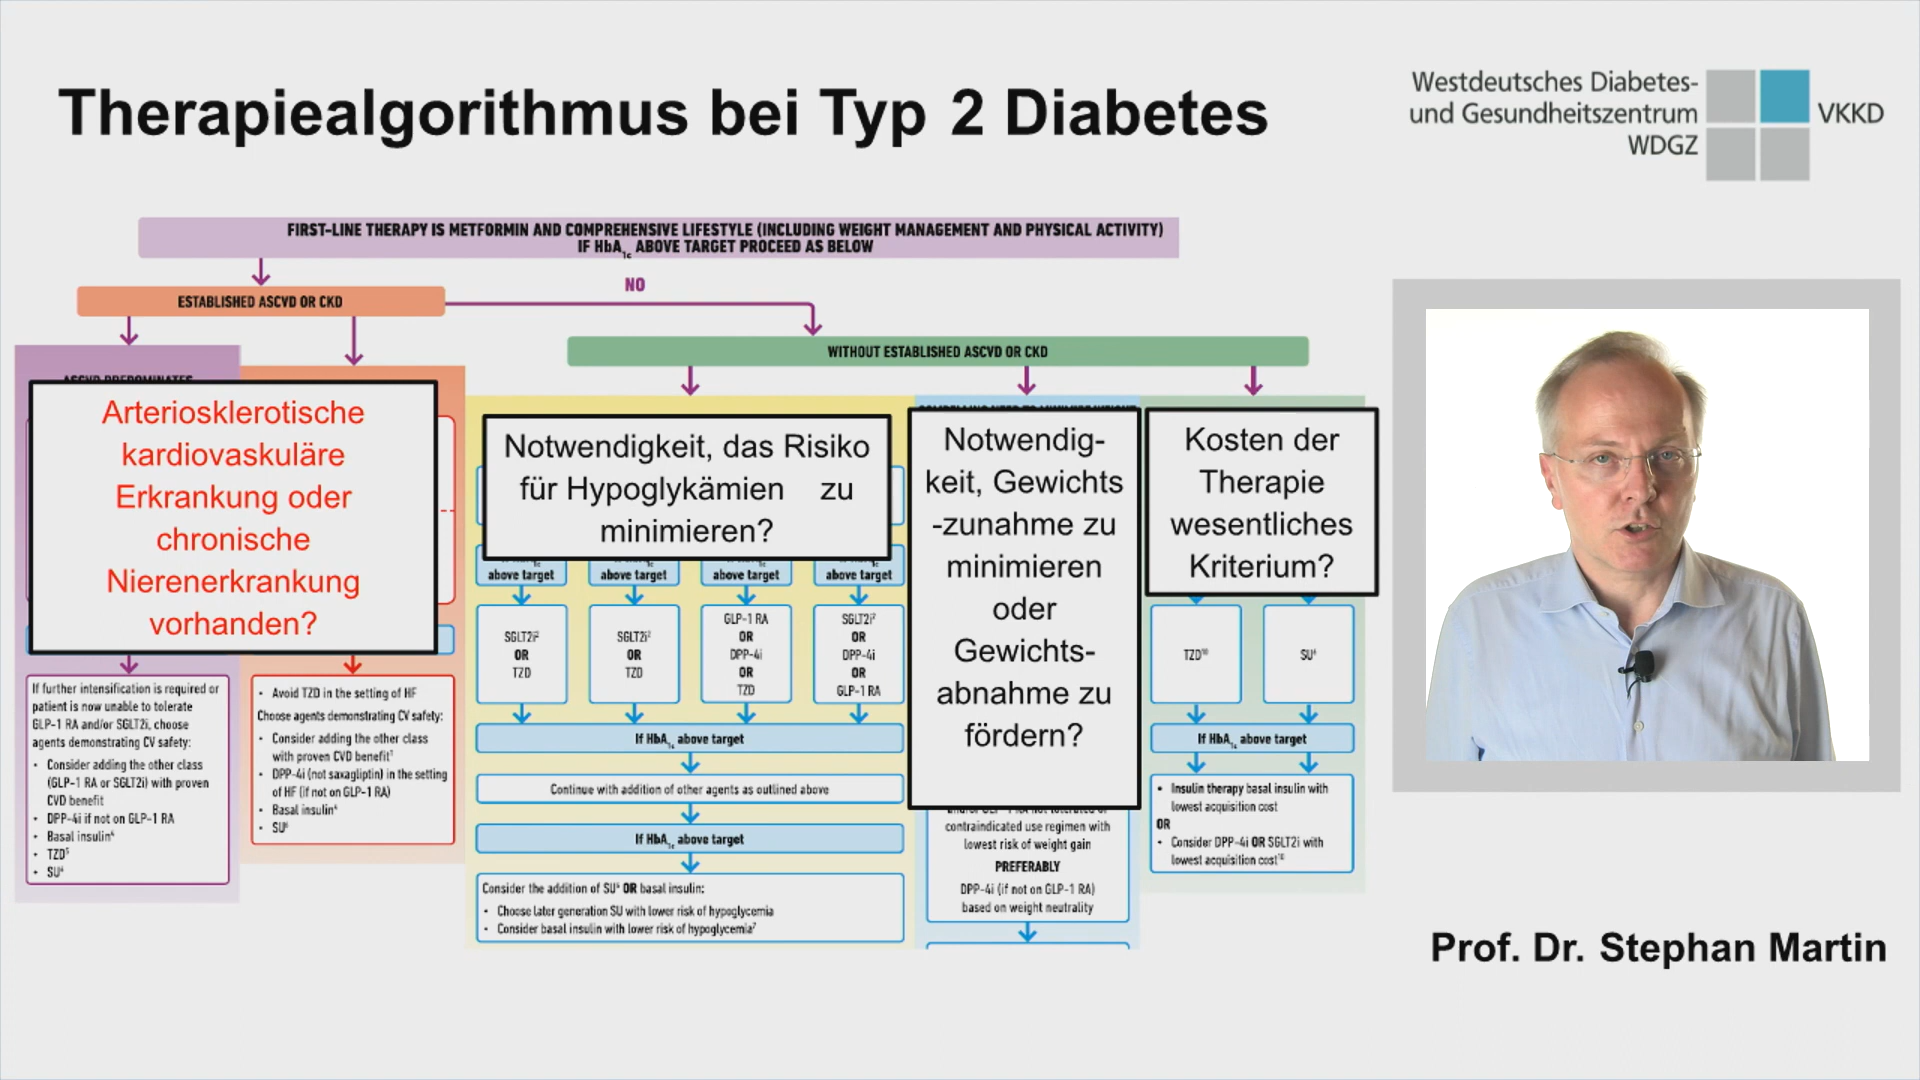 Therapiealgorithmus bei Typ 2 Diabetes
Westdeutsches Diabetes-
und Gesundheitszentrum
WDGZ
VKKD
FIRST-LINE THERAPY IS METFORMIN AND COMPREHENSIVE LIFESTYLE (INCLUDING WEIGHT MANAGEMENT AND PHYSICAL ACTIVITY)
IF HbA1c ABOVE TARGET PROCEED AS BELOW
NO
ESTABLISHED ASCVD OR CKD
WITHOUT ESTABLISHED ASCVD OR CKD
Arteriosklerotische
kardiovaskuläre
Erkrankung oder
chronische
Nierenerkrankung
vorhanden?
If further intensification is required or
patient is now unable to tolerate
GLP-1 RA and/or SGLT2i, choose
agents demonstrating CV safety:
• Consider adding the other class
(GLP-1 RA or SGLT2i) with proven
CVD benefit
• DPP-4i if not on GLP-1 RA
• Basal insulin⁴
• TZD⁵
• SU⁶
• Avoid TZD in the setting of HF
Choose agents demonstrating CV safety:
• Consider adding the other class
with proven CVD benefit¹
• DPP-4i (not saxagliptin) in the setting
of HF (if not on GLP-1 RA)
• Basal insulin⁴
• SU⁶
Notwendigkeit, das Risiko
für Hypoglykämien zu
minimieren?
above target
above target
above target
above target
SGLT2i²
OR
TZD
SGLT2i²
OR
TZD
GLP-1 RA
OR
DPP-4i
OR
TZD
SGLT2i²
OR
DPP-4i
OR
GLP-1 RA
If HbA1c above target
Continue with addition of other agents as outlined above
If HbA1c above target
Consider the addition of SU⁶ OR basal insulin:
• Choose later generation SU with lower risk of hypoglycemia
• Consider basal insulin with lower risk of hypoglycemia⁷
Notwendig-
keit, Gewichts
-zunahme zu
minimieren
oder
Gewichts-
abnahme zu
fördern?
contraindicated use regimen with
lowest risk of weight gain
PREFERABLY
DPP-4i (if not on GLP-1 RA)
based on weight neutrality
Kosten der
Therapie
wesentliches
Kriterium?
TZD¹⁰
SU⁶
If HbA1c above target
• Insulin therapy basal insulin with
lowest acquisition cost
OR
• Consider DPP-4i OR SGLT2i with
lowest acquisition cost¹⁰
Prof. Dr. Stephan Martin